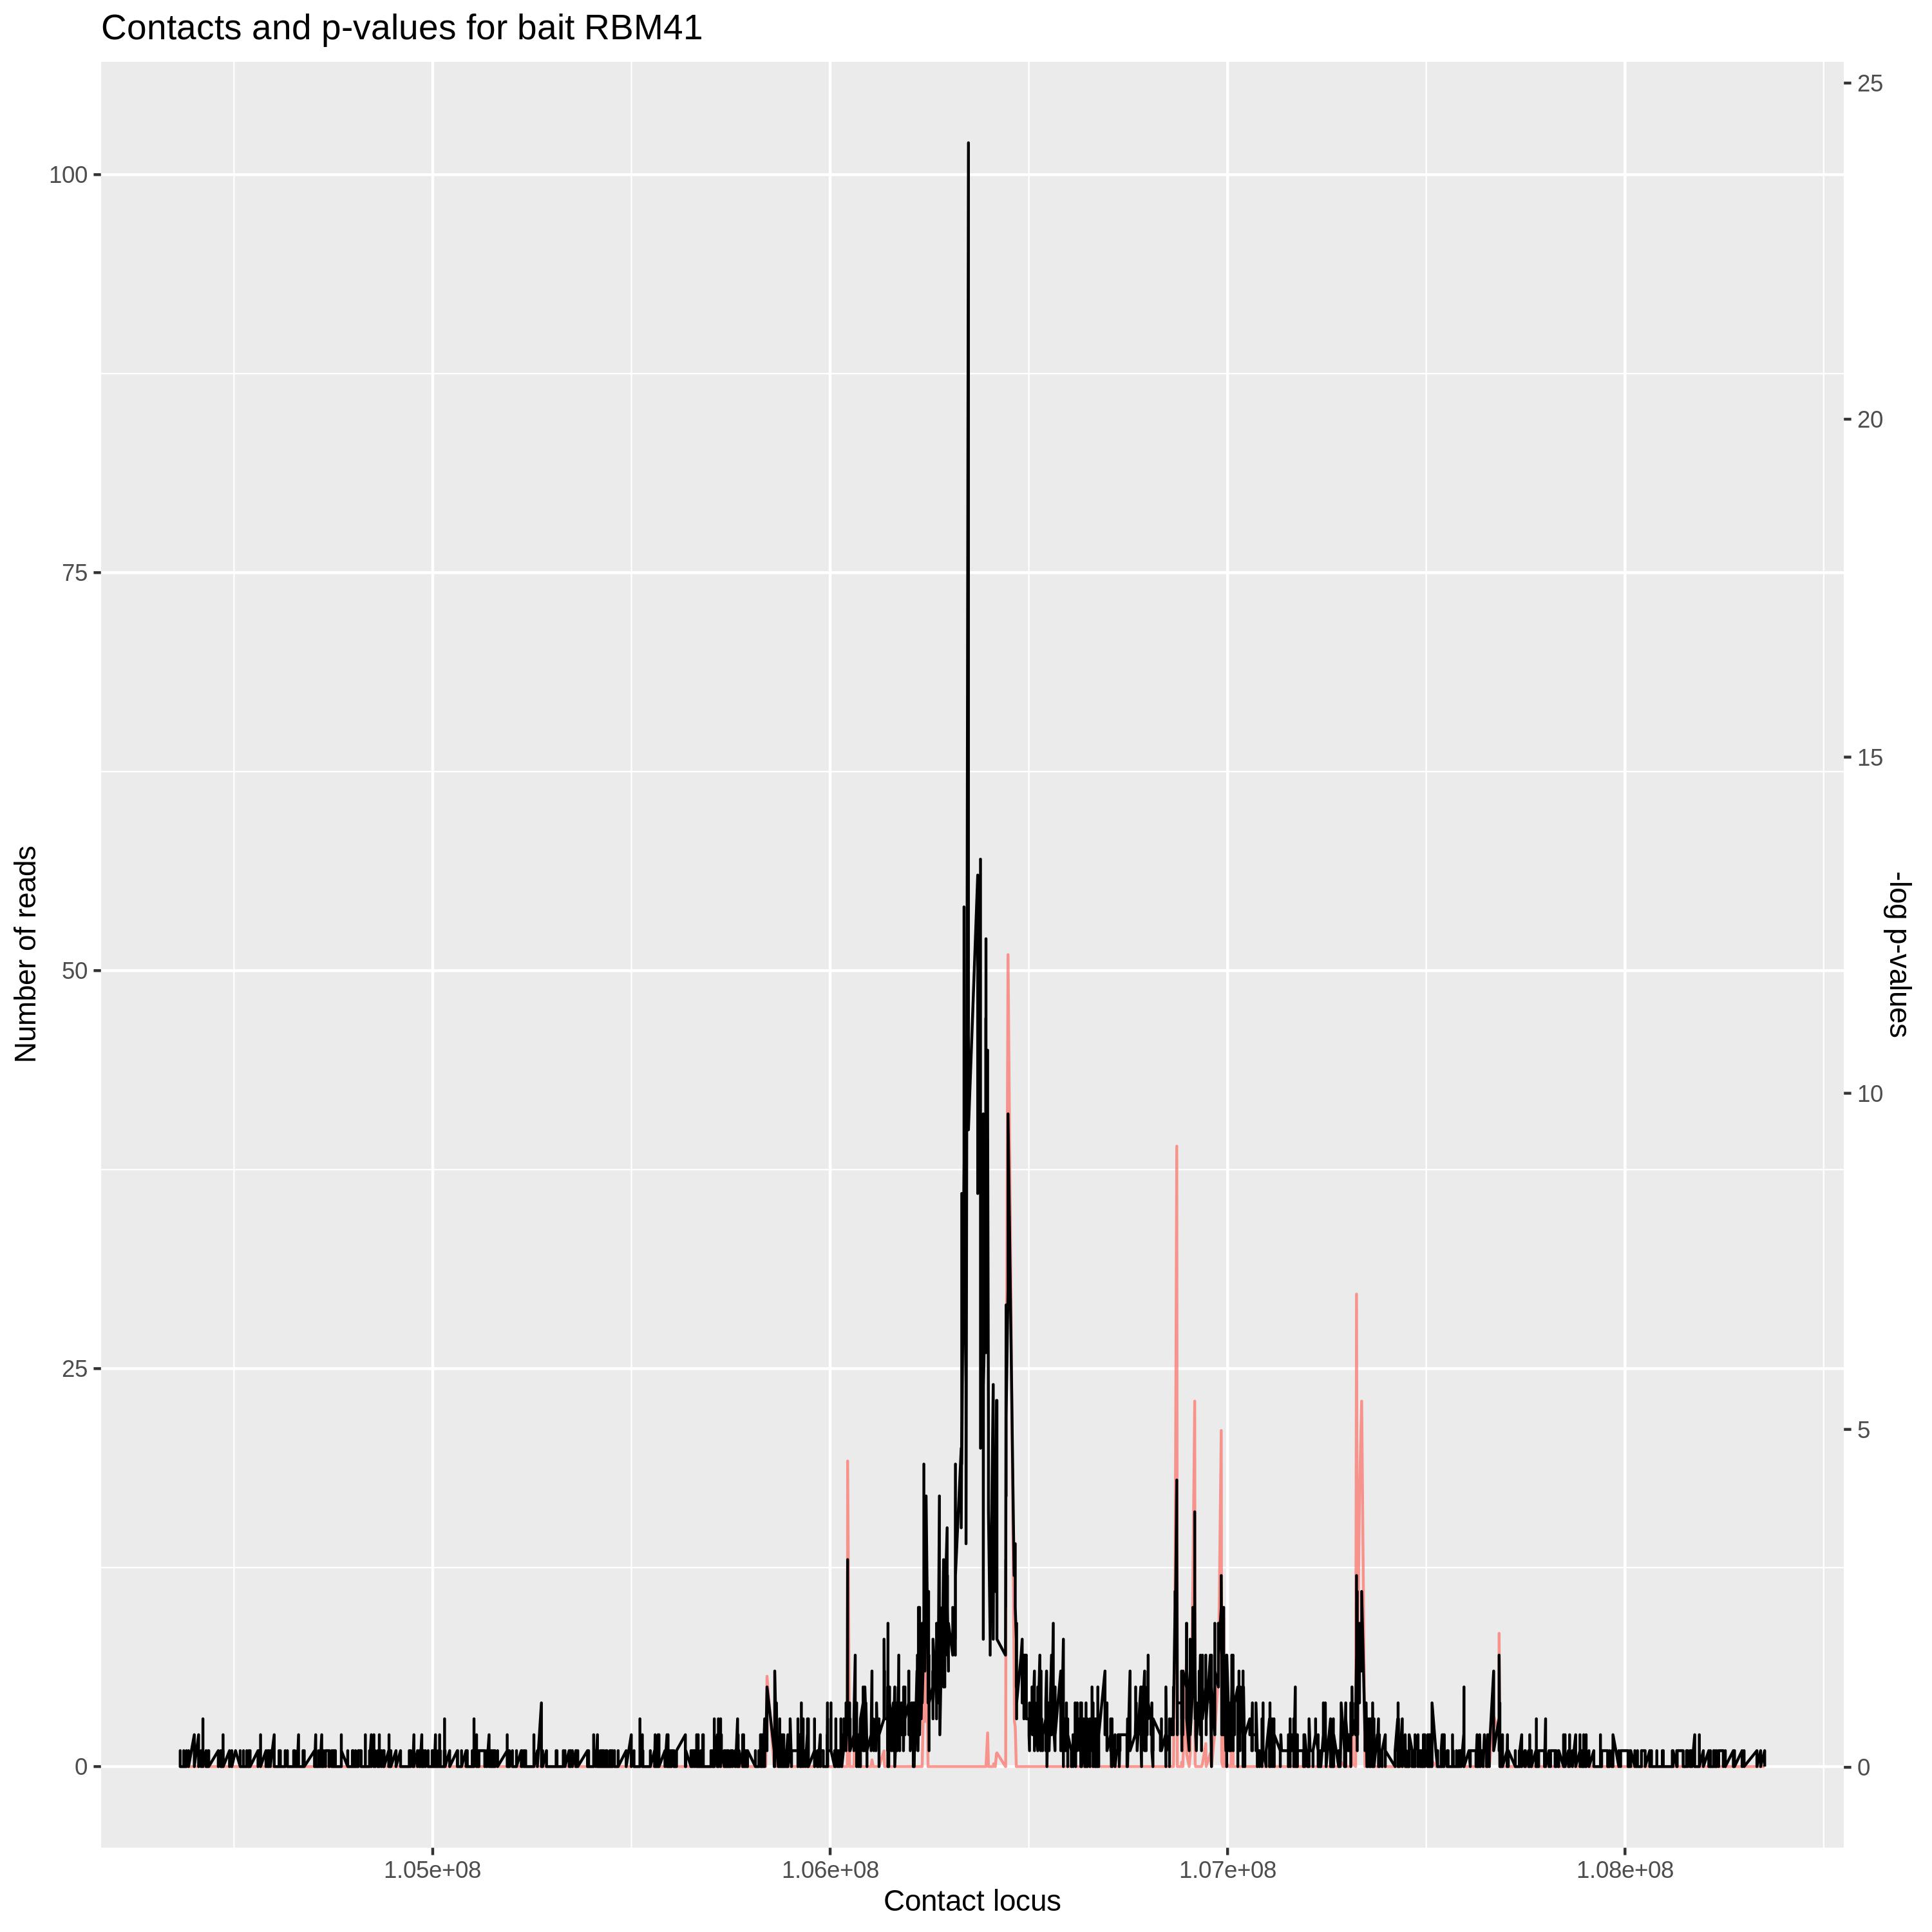 Contacts and p-values for bait RBM41
25
100
20
75
15
Number of reads
-log p-values
50
10
25
5
0
0
1.05e+08
1.06e+08
1.07e+08
1.08e+08
Contact locus